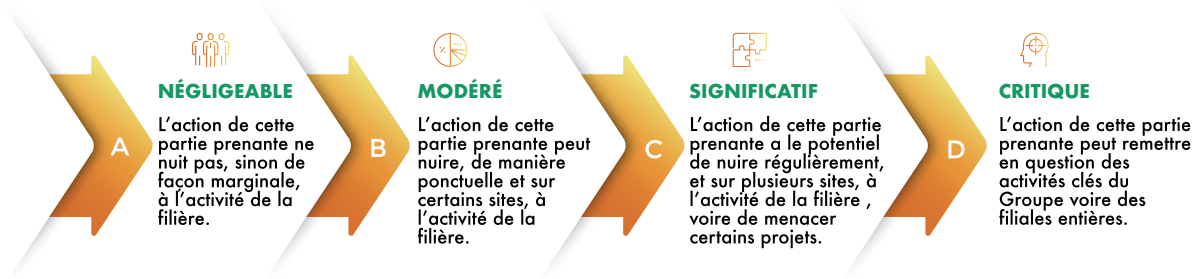 A
NÉGLIGEABLE
L’action de cette
partie prenante ne
nuit pas, sinon de
façon marginale,
à l’activité de la
filière.
B
MODÉRÉ
L’action de cette
partie prenante peut
nuire, de manière
ponctuelle et sur
certains sites, à
l’activité de la
filière.
C
SIGNIFICATIF
L’action de cette partie
prenante a le potentiel
de nuire régulièrement,
et sur plusieurs sites, à
l’activité de la filière ,
voire de menacer
certains projets.
D
CRITIQUE
L’action de cette partie
prenante peut remettre
en question des
activités clés du
Groupe voire des
filiales entières.